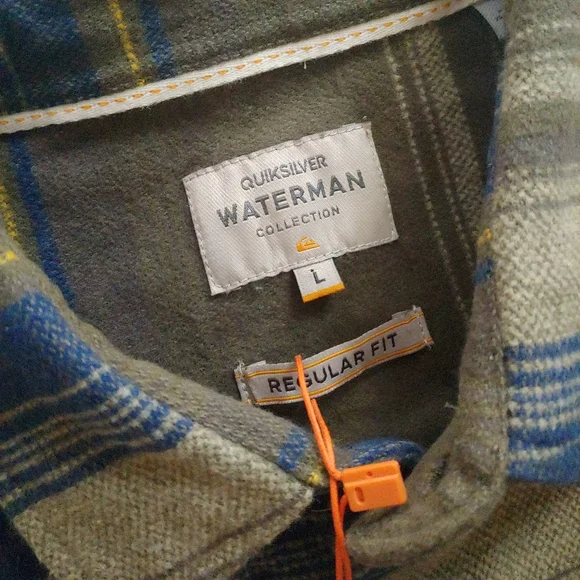 QUIKSILVER
WATERMAN
COLLECTION
L
REGULAR FIT